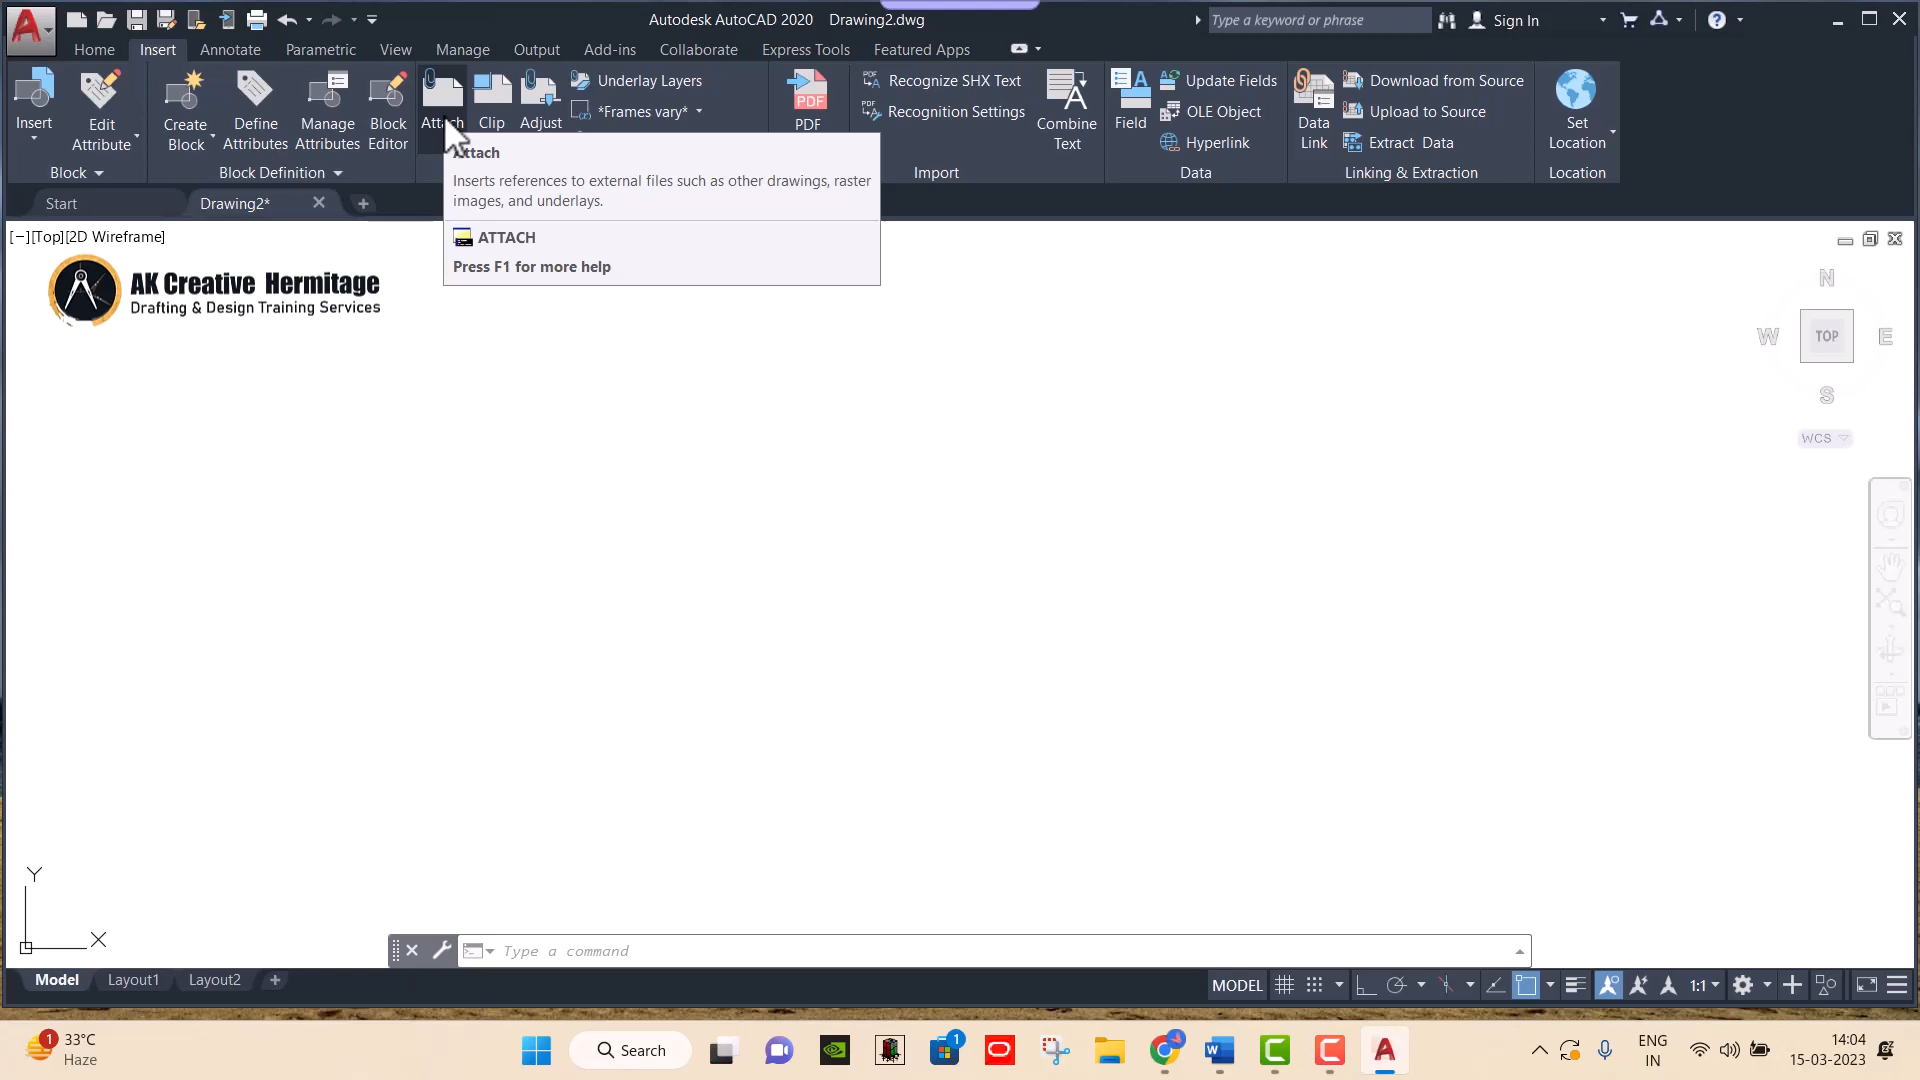 Autodesk AutoCAD 2020 Drawing2.dwg
Type a keyword or phrase
Sign In
Home Insert Annotate Parametric View Manage Output Add-ins Collaborate Express Tools Featured Apps
Insert
Edit
Attribute
Create
Block
Define
Attributes
Manage
Attributes
Block
Editor
Attach
Clip
Adjust
Underlay Layers
*Frames vary*
PDF
Recognize SHX Text
Recognition Settings
Combine
Text
Field
Update Fields
OLE Object
Hyperlink
Data
Link
Download from Source
Upload to Source
Extract Data
Set
Location
Block
Block Definition
Import
Data
Linking & Extraction
Location
Attach
Inserts references to external files such as other drawings, raster
images, and underlays.
ATTACH
Press F1 for more help
Start
Drawing2*
[−][Top][2D Wireframe]
AK Creative Hermitage
Drafting & Design Training Services
N
W
TOP
E
S
WCS
Y
X
Type a command
Model Layout1 Layout2
MODEL
1:1
33°C
Haze
1
Search
1
ENG
IN
14:04
15-03-2023